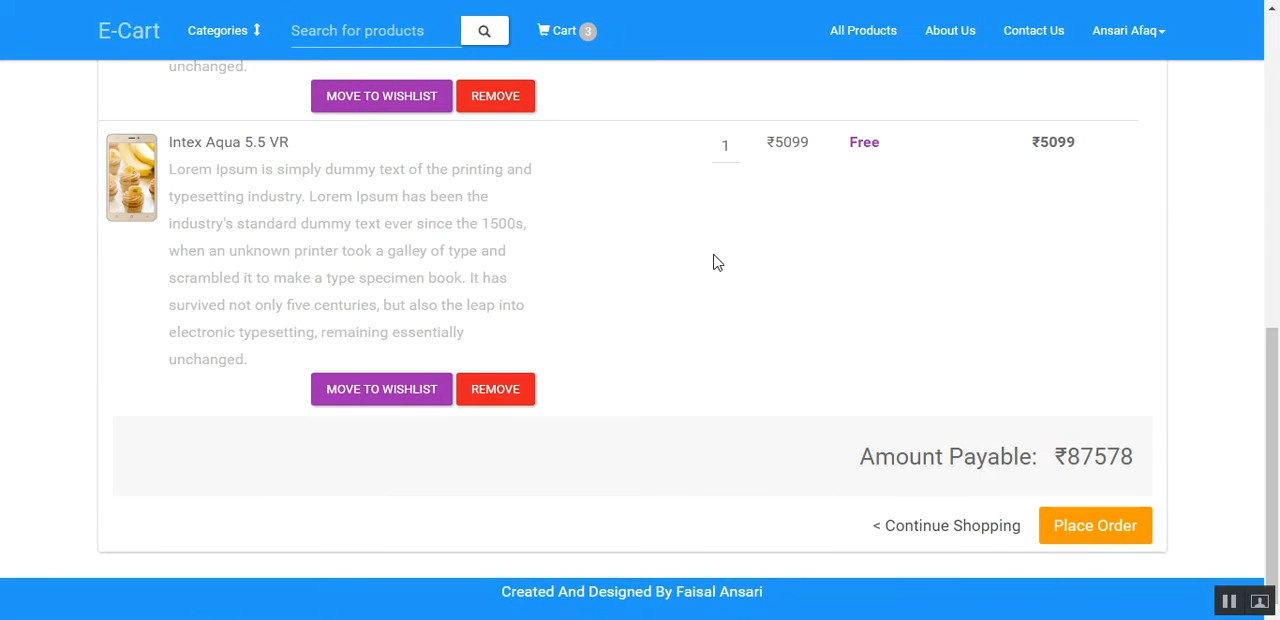 E-Cart Categories Search for products Cart 3 All Products About Us Contact Us Ansari Afaq
unchanged.
MOVE TO WISHLIST REMOVE
Intex Aqua 5.5 VR 1 ₹5099 Free ₹5099
Lorem Ipsum is simply dummy text of the printing and
typesetting industry. Lorem Ipsum has been the
industry's standard dummy text ever since the 1500s,
when an unknown printer took a galley of type and
scrambled it to make a type specimen book. It has
survived not only five centuries, but also the leap into
electronic typesetting, remaining essentially
unchanged.
MOVE TO WISHLIST REMOVE
Amount Payable: ₹87578
< Continue Shopping Place Order
Created And Designed By Faisal Ansari